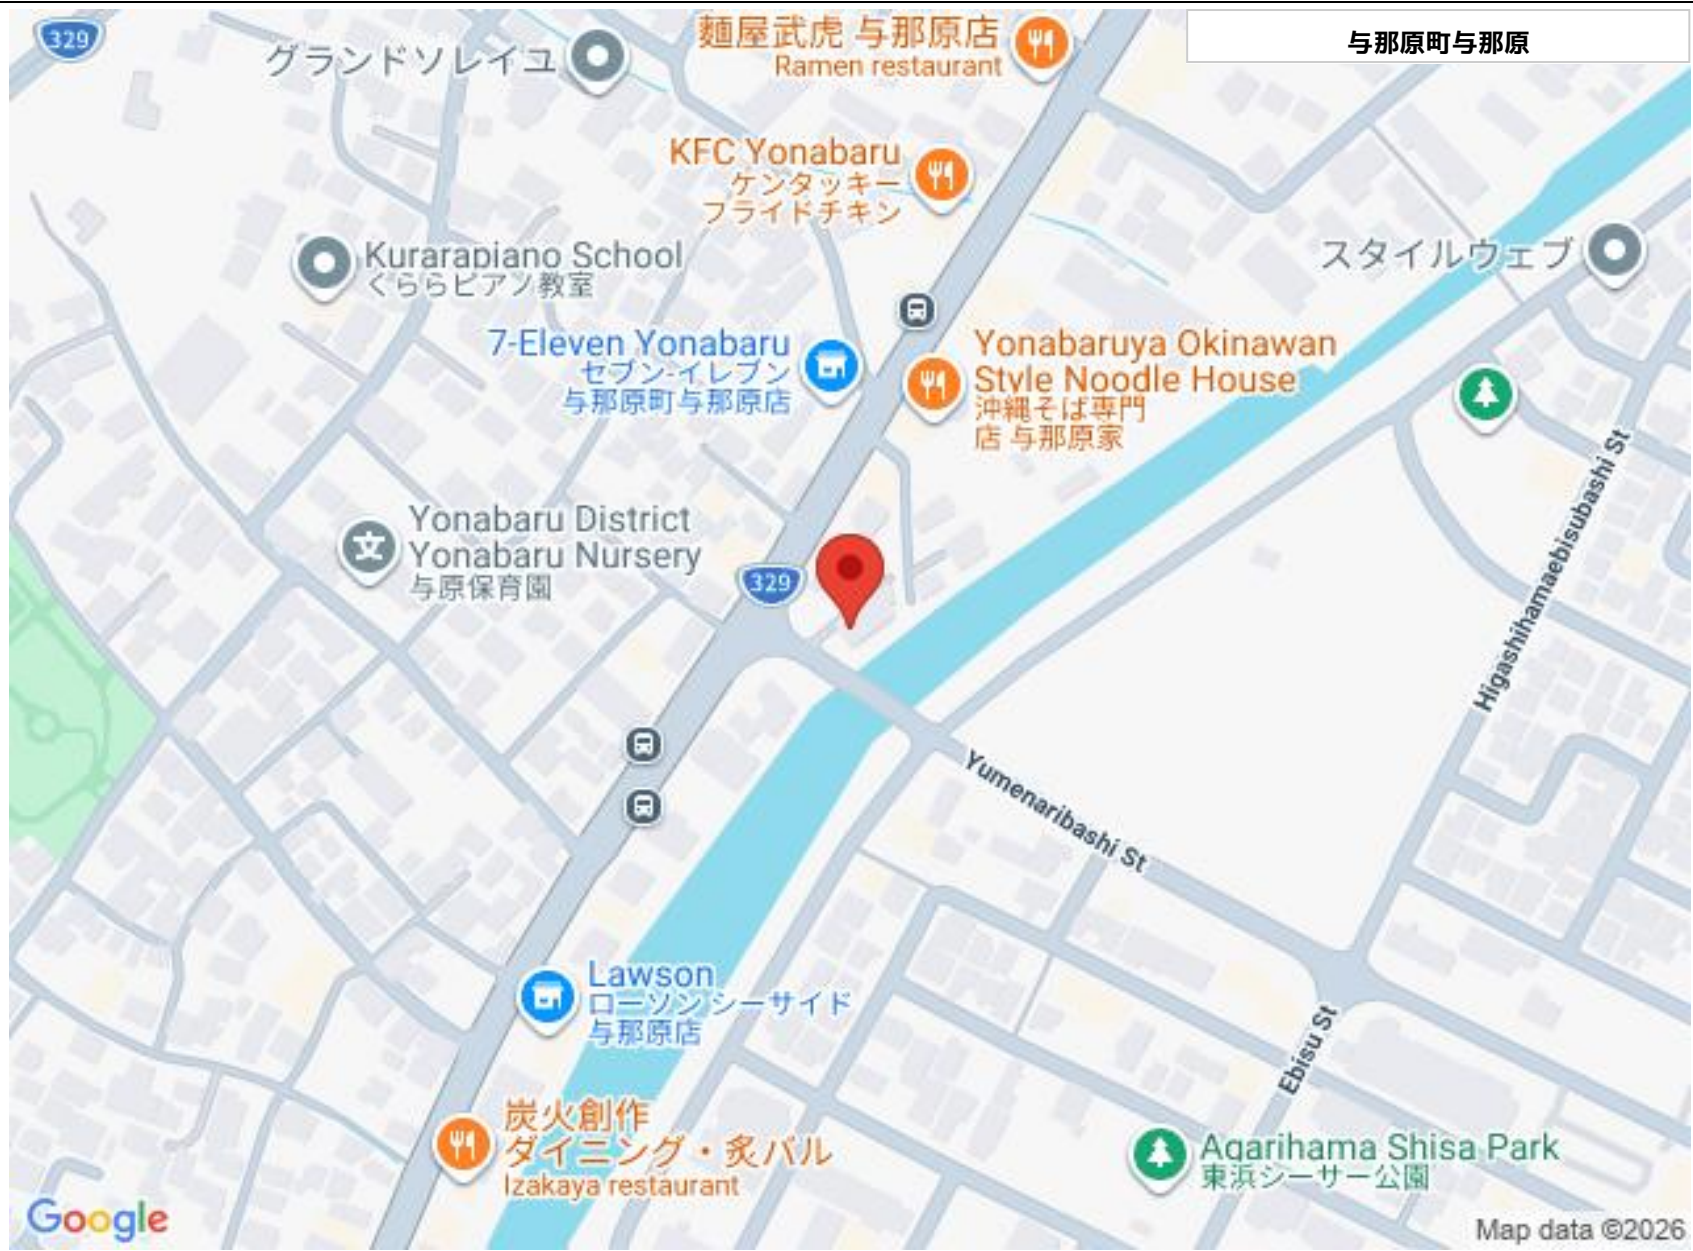 329
グランドソレイユ
麺屋武虎 与那原店
Ramen restaurant
与那原町与那原
KFC Yonabaru
ケンタッキー
フライドチキン
Kurarapiano School
くららピアノ教室
スタイルウェブ
7-Eleven Yonabaru
セブン-イレブン
与那原町与那原店
Yonabaruya Okinawan
Style Noodle House
沖縄そば専門
店 与那原家
Higashihamaebisubashi St
Yonabaru District
Yonabaru Nursery
与原保育園
329
Yumenaribashi St
Lawson
ローソン シーサイド
与那原店
Ebisu St
炭火創作
ダイニング・炙バル
Izakaya restaurant
Agarihama Shisa Park
東浜シーサー公園
Google
Map data ©2026